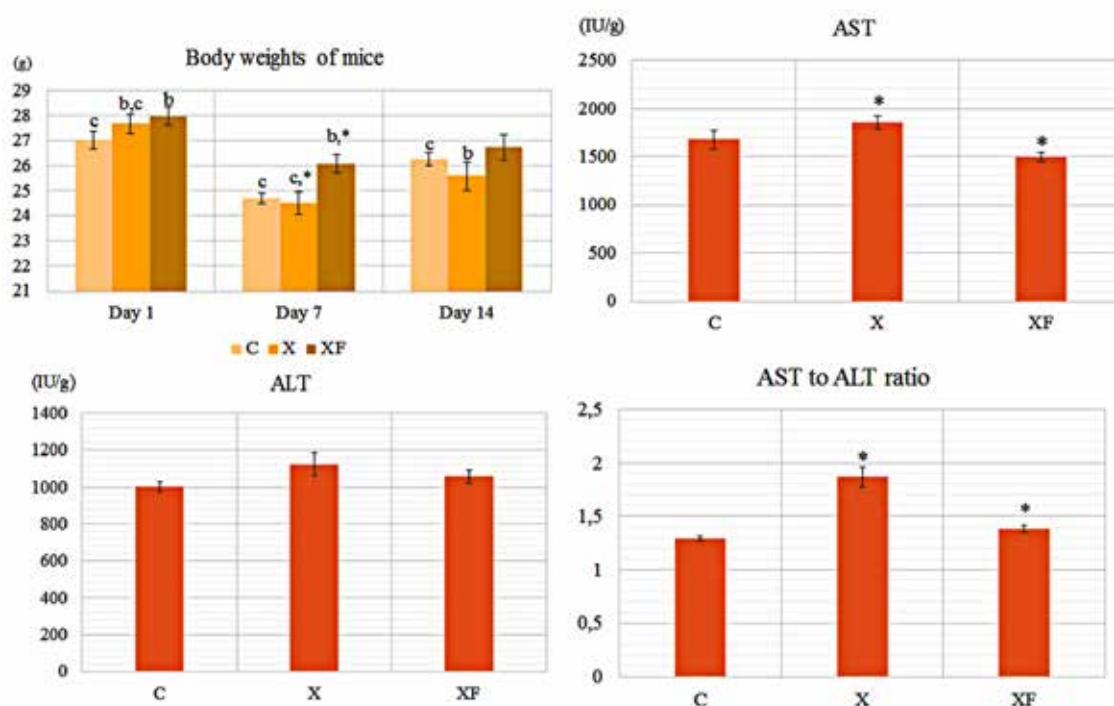 Body weights of mice
(g)
29
28
27
26
25
24
23
22
21
c
b,c
b
c
c,*
b,*
c
b
Day 1
Day 7
Day 14
C
X
XF
(IU/g)
AST
2500
2000
1500
1000
500
0
*
*
C
X
XF
(IU/g)
ALT
1400
1200
1000
800
600
400
200
0
C
X
XF
AST to ALT ratio
2,5
2
1,5
1
0,5
0
*
*
C
X
XF